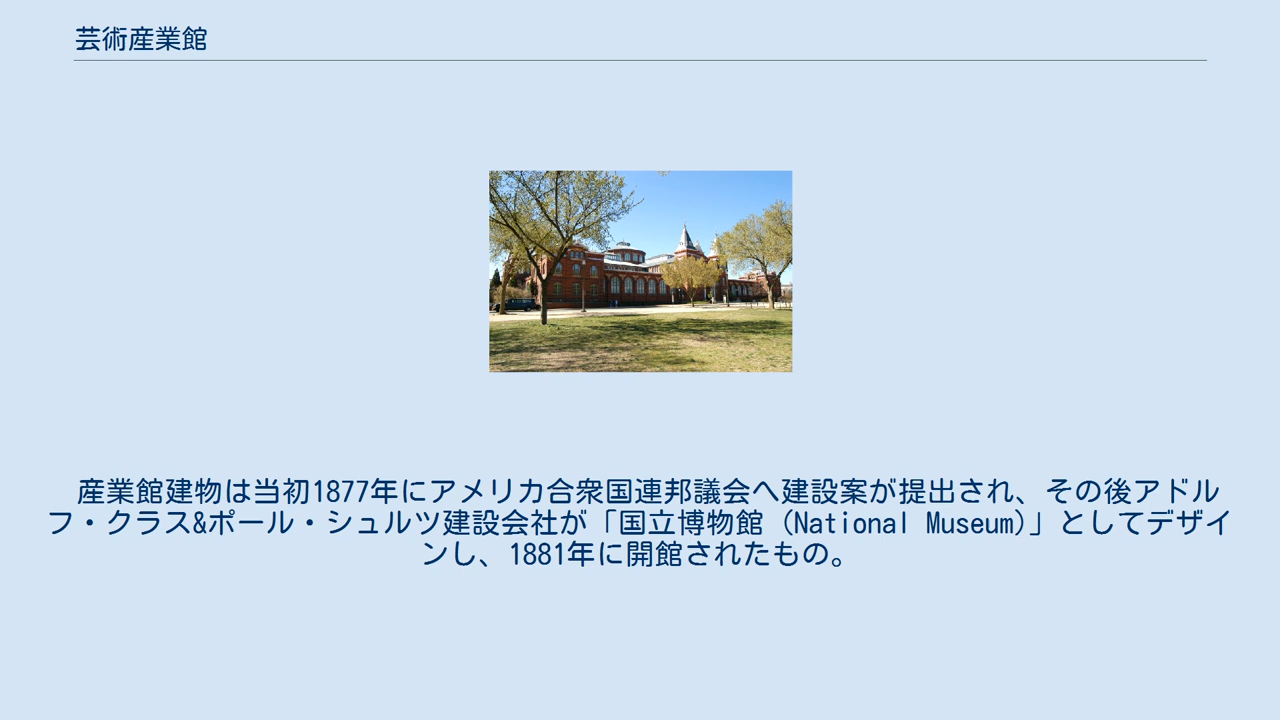 芸術産業館
産業館建物は当初1877年にアメリカ合衆国連邦議会へ建設案が提出され、その後アドル
フ・クラス&ポール・シュルツ建設会社が「国立博物館 (National Museum)」としてデザイ
ンし、1881年に開館されたもの。